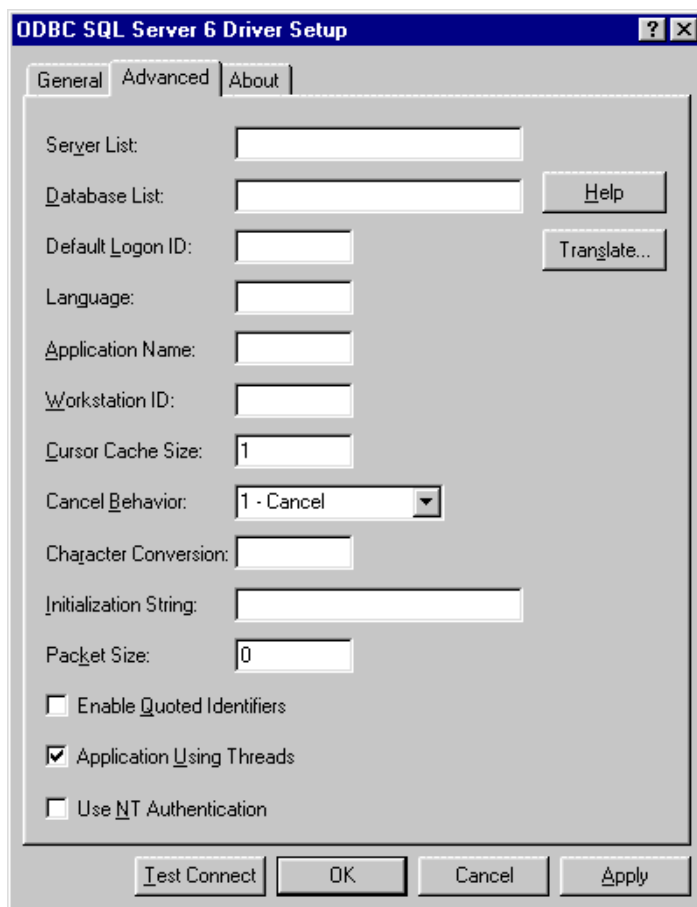 ODBC SQL Server 6 Driver Setup
General Advanced About
Server List:
Database List:
Help
Default Logon ID:
Translate...
Language:
Application Name:
Workstation ID:
Cursor Cache Size: 1
Cancel Behavior: 1 - Cancel
Character Conversion:
Initialization String:
Packet Size: 0
Enable Quoted Identifiers
Application Using Threads
Use NT Authentication
Test Connect OK Cancel Apply